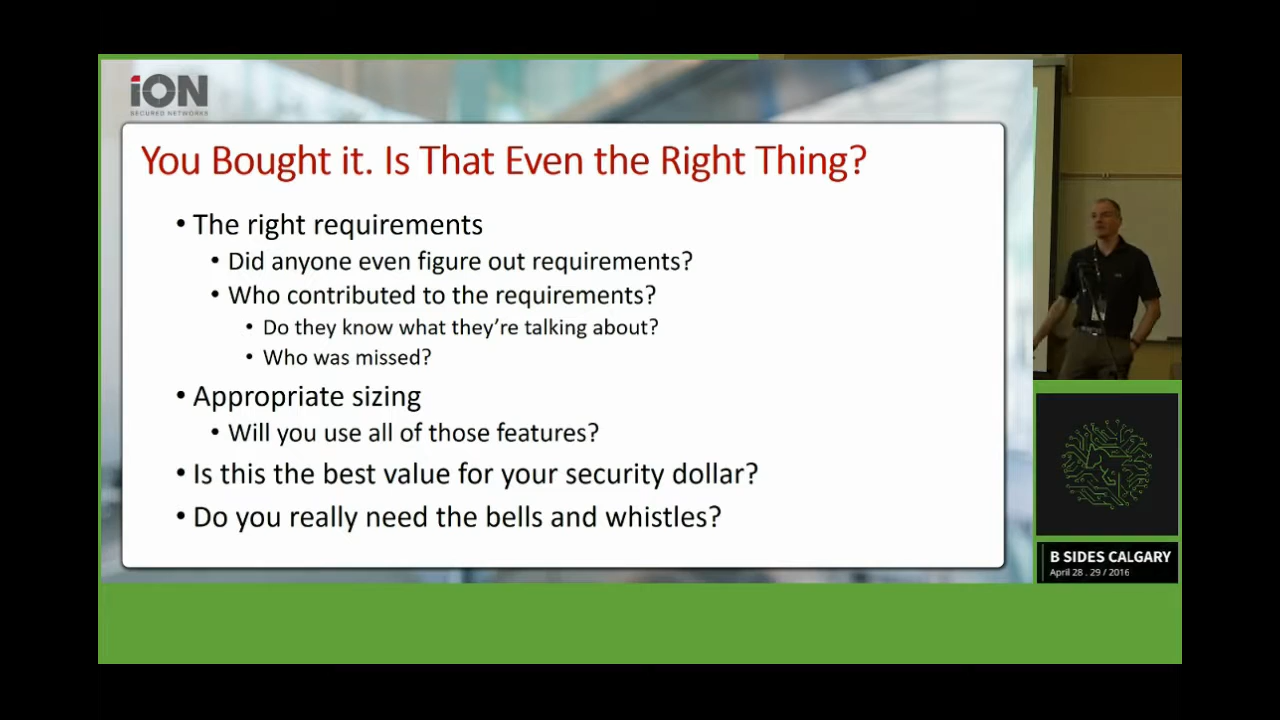 iON
SECURED NETWORKS
You Bought it. Is That Even the Right Thing?
• The right requirements
• Did anyone even figure out requirements?
• Who contributed to the requirements?
• Do they know what they're talking about?
• Who was missed?
• Appropriate sizing
• Will you use all of those features?
• Is this the best value for your security dollar?
• Do you really need the bells and whistles?
B SIDES CALGARY
April 28 . 29 / 2016